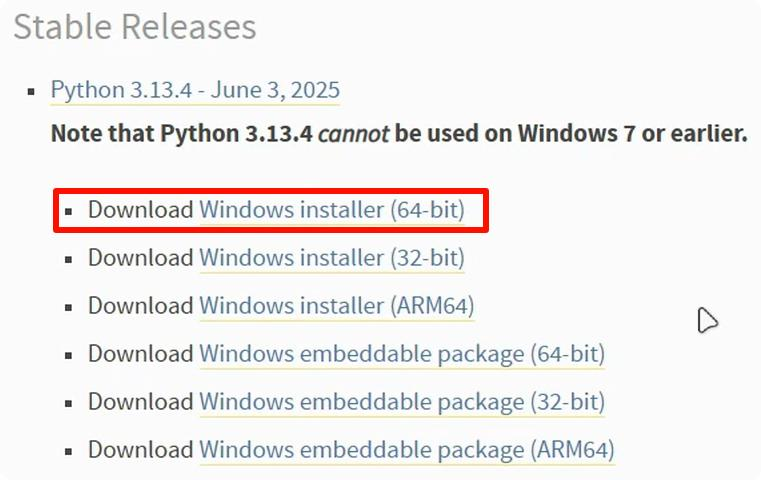 Stable Releases
Python 3.13.4 - June 3, 2025
Note that Python 3.13.4 cannot be used on Windows 7 or earlier.
Download Windows installer (64-bit)
Download Windows installer (32-bit)
Download Windows installer (ARM64)
Download Windows embeddable package (64-bit)
Download Windows embeddable package (32-bit)
Download Windows embeddable package (ARM64)